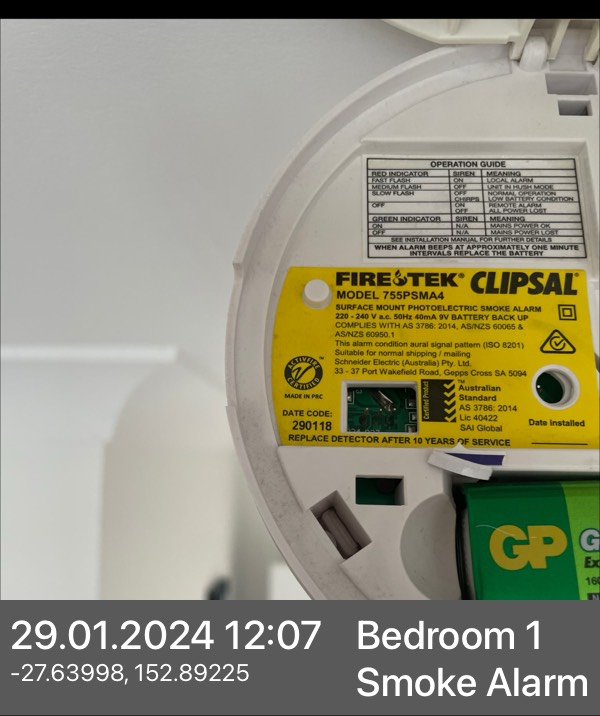 OPERATION GUIDE
RED INDICATOR SIREN MEANING
FAST FLASH ON LOCAL ALARM
MEDIUM FLASH OFF UNIT IN HUSH MODE
SLOW FLASH OFF NORMAL OPERATION
CHIRPS LOW BATTERY CONDITION
OFF ON REMOTE ALARM
OFF ALL POWER LOST
GREEN INDICATOR SIREN MEANING
ON N/A MAINS POWER OK
OFF N/A MAINS POWER LOST
SEE INSTALLATION MANUAL FOR FURTHER DETAILS
WHEN ALARM BEEPS AT APPROXIMATELY ONE MINUTE
INTERVALS REPLACE THE BATTERY
FIRETEK® CLIPSAL®
MODEL 755PSMA4
SURFACE MOUNT PHOTOELECTRIC SMOKE ALARM
220 - 240 V a.c. 50Hz 40mA 9V BATTERY BACK UP
COMPLIES WITH AS 3786: 2014, AS/NZS 60065 &
AS/NZS 60950.1
This alarm condition aural signal pattern (ISO 8201)
Suitable for normal shipping / mailing
Schneider Electric (Australia) Pty. Ltd.
33 - 37 Port Wakefield Road, Gepps Cross SA 5094
ACTIVFIRE
CERTIFIED
MADE IN PRC
Certified Product
TM
Australian
Standard
AS 3786: 2014
Lic 40422
SAI Global
DATE CODE:
290118
Date installed
REPLACE DETECTOR AFTER 10 YEARS OF SERVICE
GP
G
Ex
160
29.01.2024 12:07
-27.63998, 152.89225
Bedroom 1
Smoke Alarm